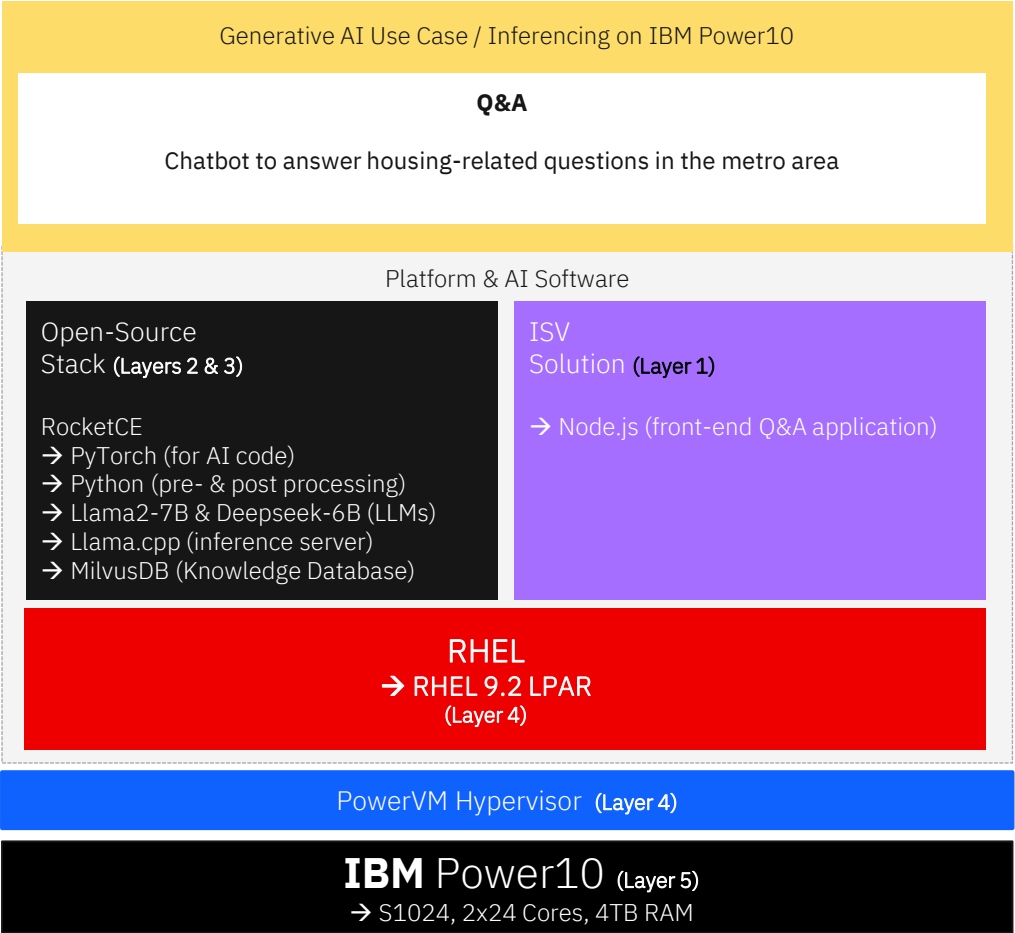 Generative AI Use Case / Inferencing on IBM Power10
Q&A
Chatbot to answer housing-related questions in the metro area
Platform & AI Software
Open-Source
Stack (Layers 2 & 3)
RocketCE
→ PyTorch (for AI code)
→ Python (pre- & post processing)
→ Llama2-7B & Deepseek-6B (LLMs)
→ Llama.cpp (inference server)
→ MilvusDB (Knowledge Database)
ISV
Solution (Layer 1)
→ Node.js (front-end Q&A application)
RHEL
→ RHEL 9.2 LPAR
(Layer 4)
PowerVM Hypervisor (Layer 4)
IBM Power10 (Layer 5)
→ S1024, 2x24 Cores, 4TB RAM